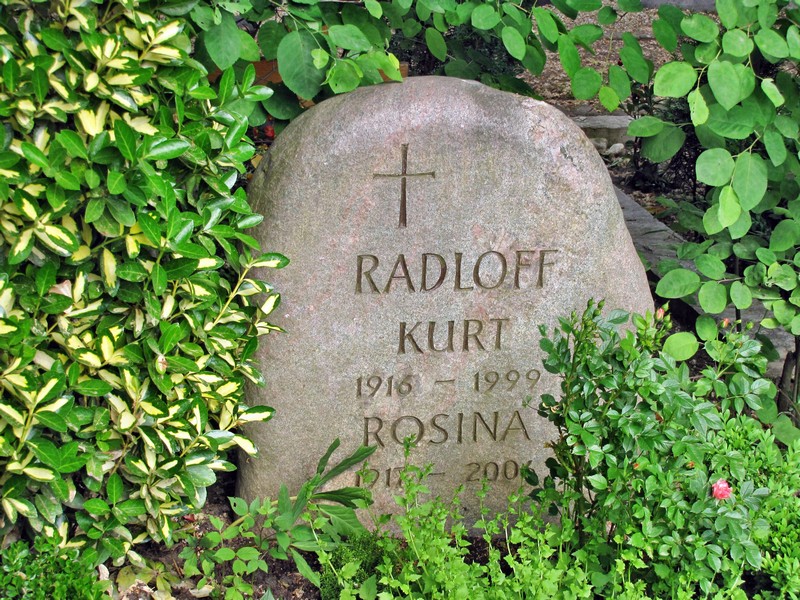 RADLOFF
KURT
1916 – 1999
ROSINA